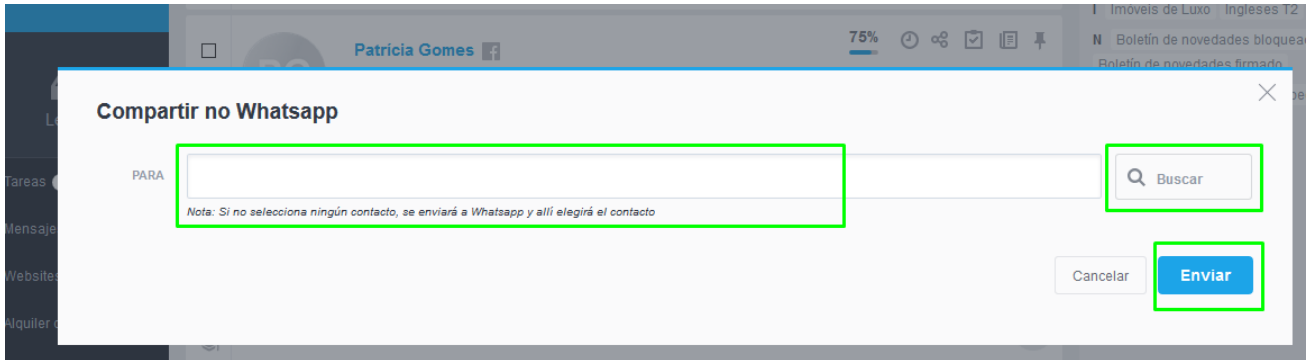 Imóveis de Luxo Ingleses T2
Patricia Gomes
75%
N Boletín de novedades
Boletín de novedades firmado
Compartir no Whatsapp
PARA
Buscar
Nota: Si no selecciona ningún contacto, se enviará a Whatsapp y allí elegirá el contacto
Cancelar
Enviar
Tareas
Websites
Alquiler